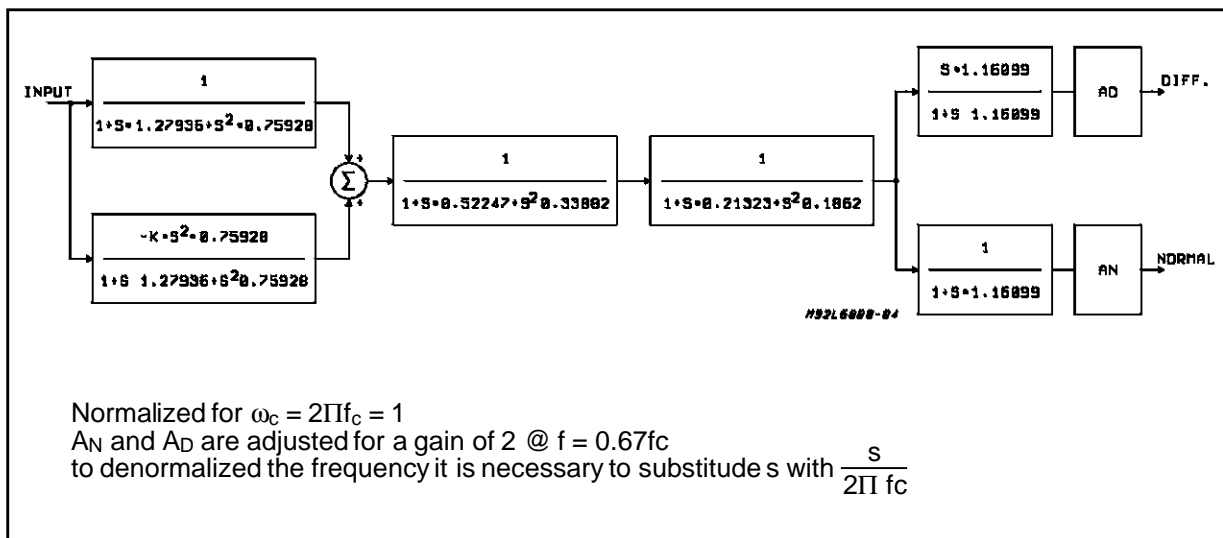 INPUT
1
1+S*1.27936+S²*0.75928
-K*S²*0.75928
1+S 1.27936+S²0.75928
+
Σ
+
1
1+S*0.52247+S²0.33882
1
1+S*0.21323+S²0.1862
S*1.16099
1+S 1.16099
AD
DIFF.
1
1+S*1.16099
AN
NORMAL
M92L6000-04
Normalized for ωc = 2Πfc = 1
AN and AD are adjusted for a gain of 2 @ f = 0.67fc
to denormalized the frequency it is necessary to substitude s with s
2Π fc